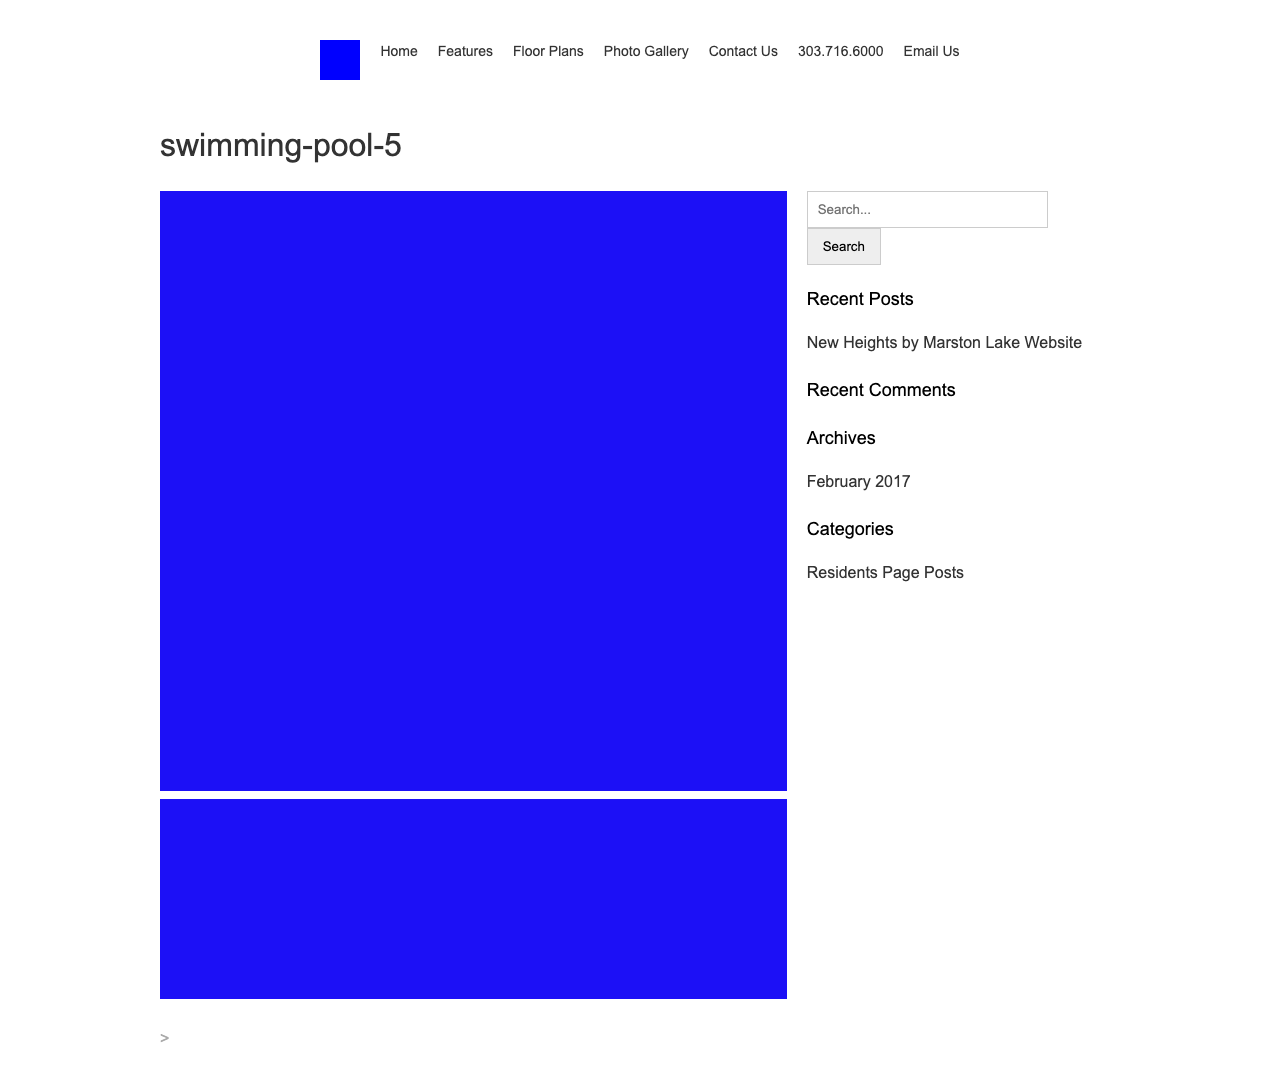 Home Features Floor Plans Photo Gallery Contact Us 303.716.6000 Email Us
swimming-pool-5
Search...
Search
Recent Posts
New Heights by Marston Lake Website
Recent Comments
Archives
February 2017
Categories
Residents Page Posts
>